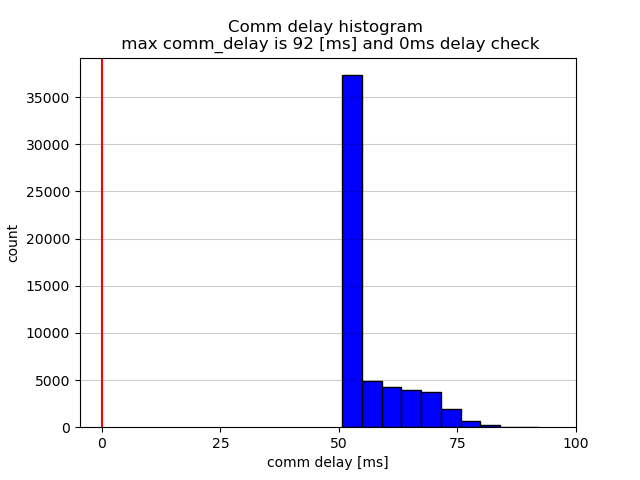 Comm delay histogram
max comm_delay is 92 [ms] and 0ms delay check
35000
30000
25000
20000
15000
10000
5000
0
count
0 25 50 75 100
comm delay [ms]